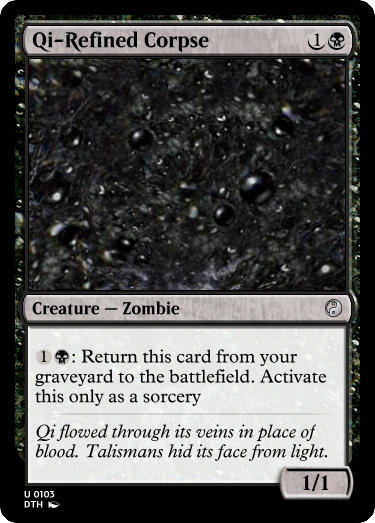 Qi-Refined Corpse 1
Creature — Zombie
1 : Return this card from your
graveyard to the battlefield. Activate
this only as a sorcery
Qi flowed through its veins in place of
blood. Talismans hid its face from light.
1/1
U 0103
DTH